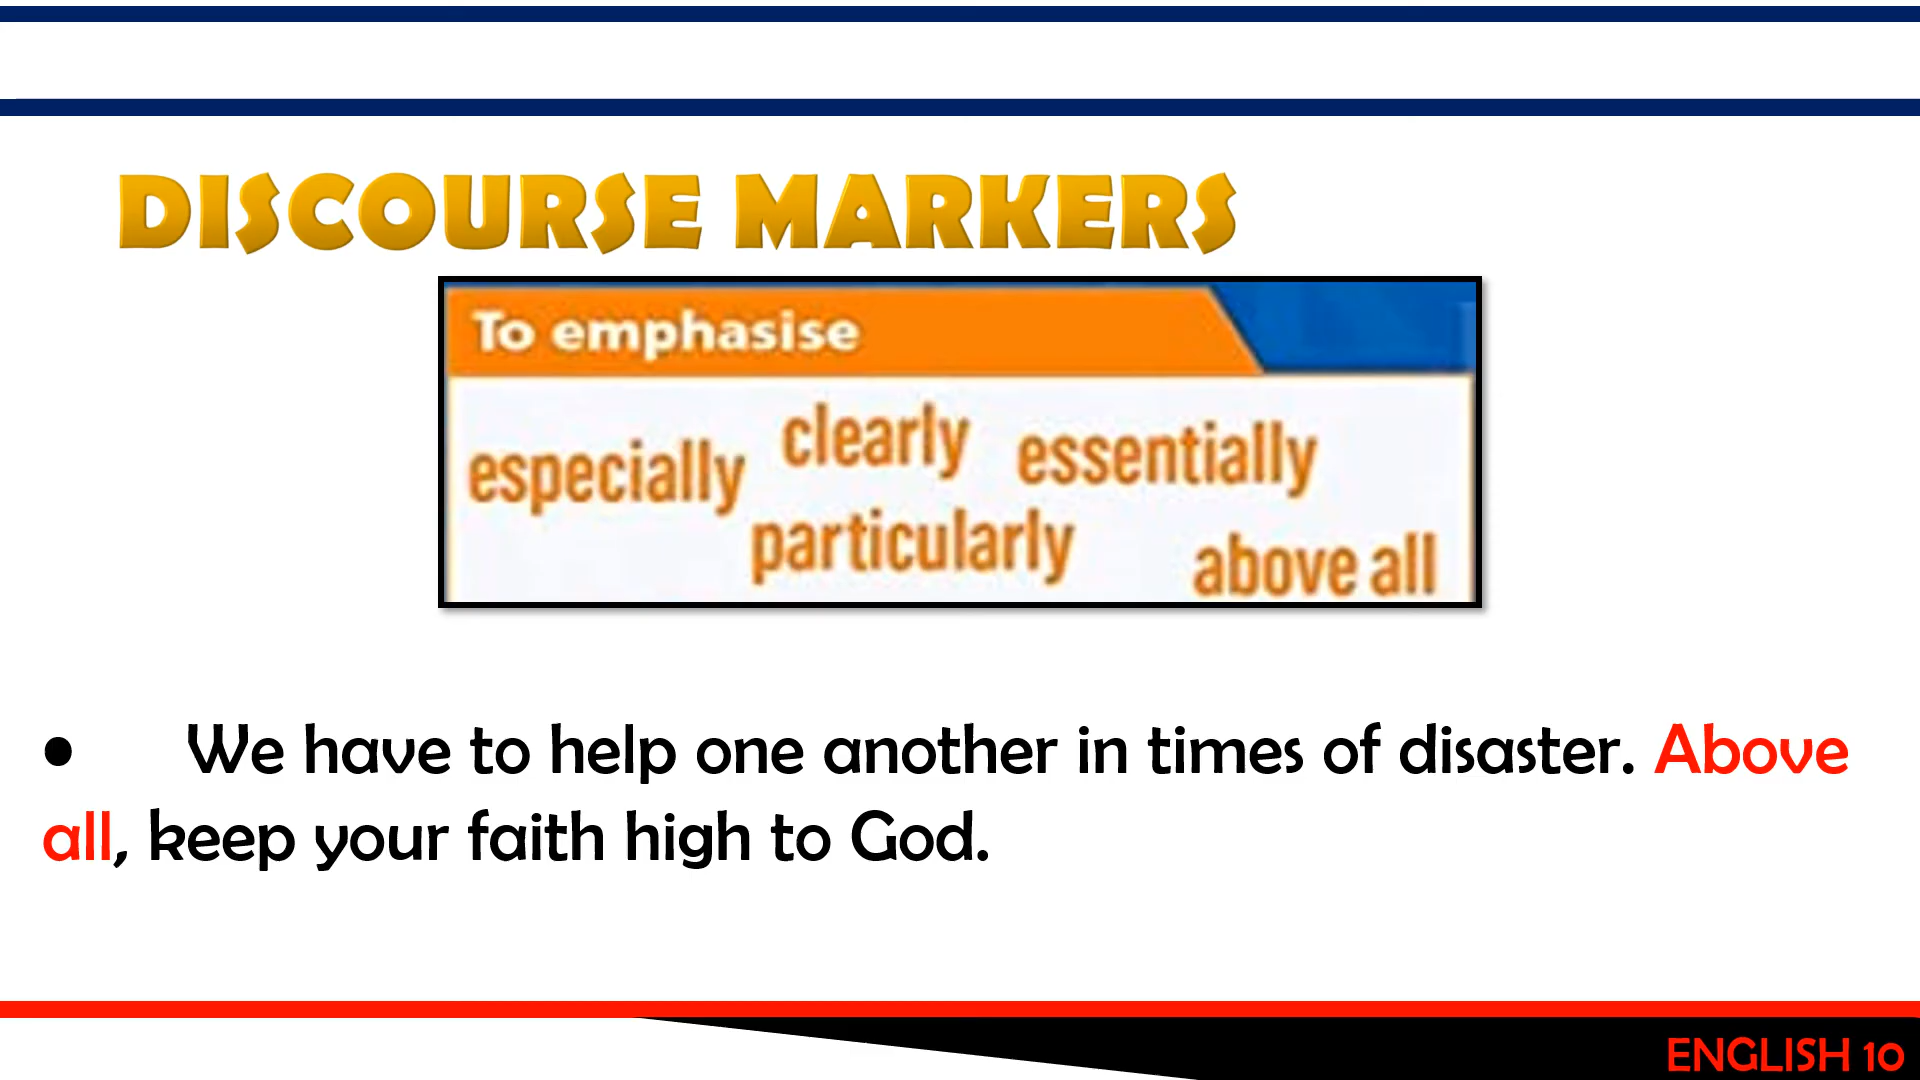 DISCOURSE MARKERS
To emphasise
especially clearly essentially
particularly above all
• We have to help one another in times of disaster. Above
all, keep your faith high to God.
ENGLISH 10